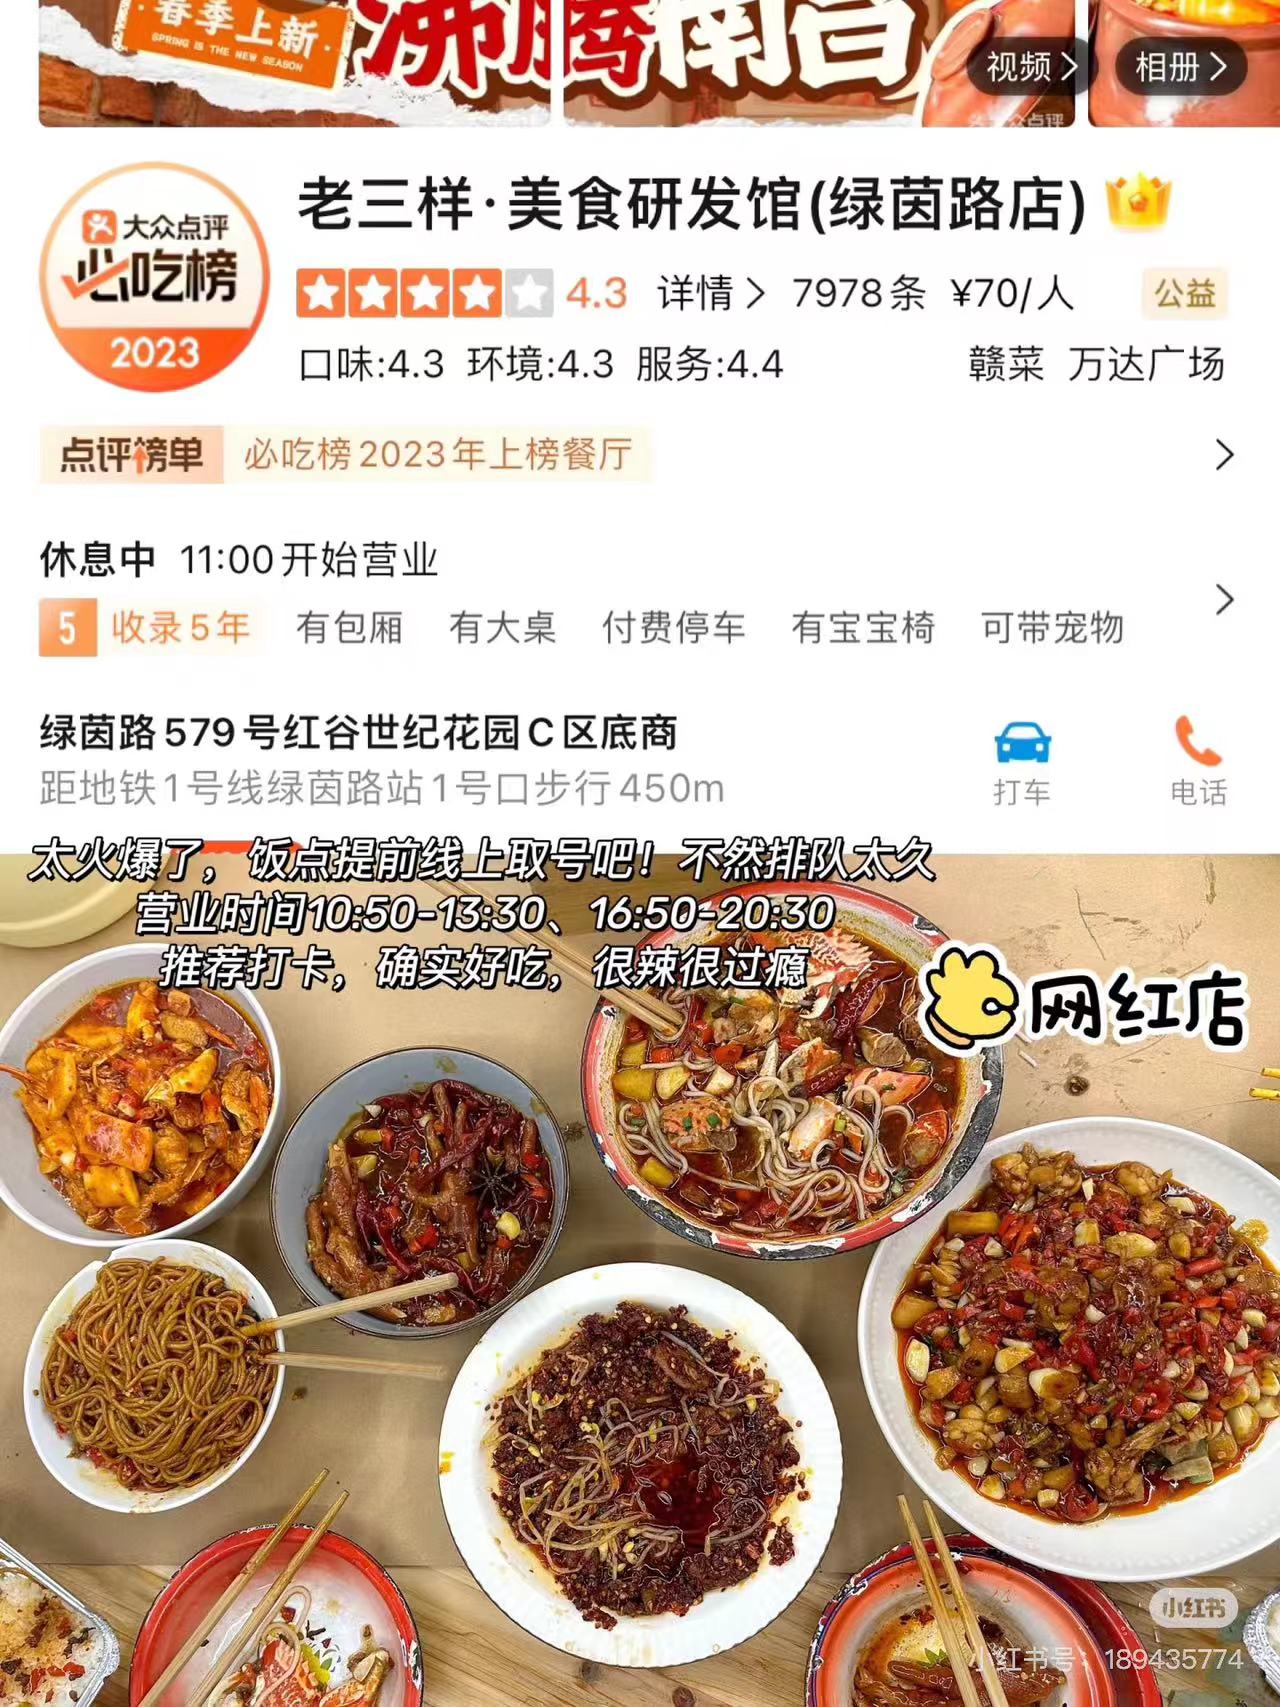 春季上新
SPRING IS THE NEW SEASON
沸腾南昌
视频
相册
大众点评
大众点评
必吃榜
2023
老三样·美食研发馆(绿茵路店)
4.3 详情 7978条 ¥70/人 公益
口味:4.3 环境:4.3 服务:4.4 赣菜 万达广场
点评榜单 必吃榜2023年上榜餐厅
休息中 11:00开始营业
5 收录5年 有包厢 有大桌 付费停车 有宝宝椅 可带宠物
绿茵路579号红谷世纪花园C区底商
距地铁1号线绿茵路站1号口步行450m
打车 电话
太火爆了，饭点提前线上取号吧！不然排队太久
营业时间10:50-13:30、16:50-20:30
推荐打卡，确实好吃，很辣很过瘾
网红店
小红书
小红书号：189435774